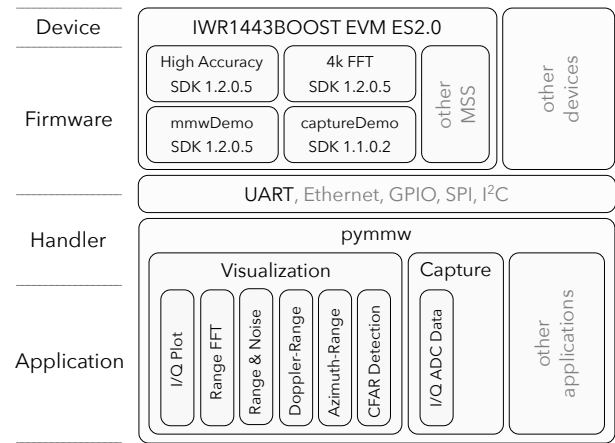 Device
IWR1443BOOST EVM ES2.0
Firmware
High Accuracy
SDK 1.2.0.5
4k FFT
SDK 1.2.0.5
mmwDemo
SDK 1.2.0.5
captureDemo
SDK 1.1.0.2
other
MSS
other
devices
UART, Ethernet, GPIO, SPI, I²C
Handler
pymmw
Application
Visualization
I/Q Plot
Range FFT
Range & Noise
Doppler-Range
Azimuth-Range
CFAR Detection
Capture
I/Q ADC Data
other
applications